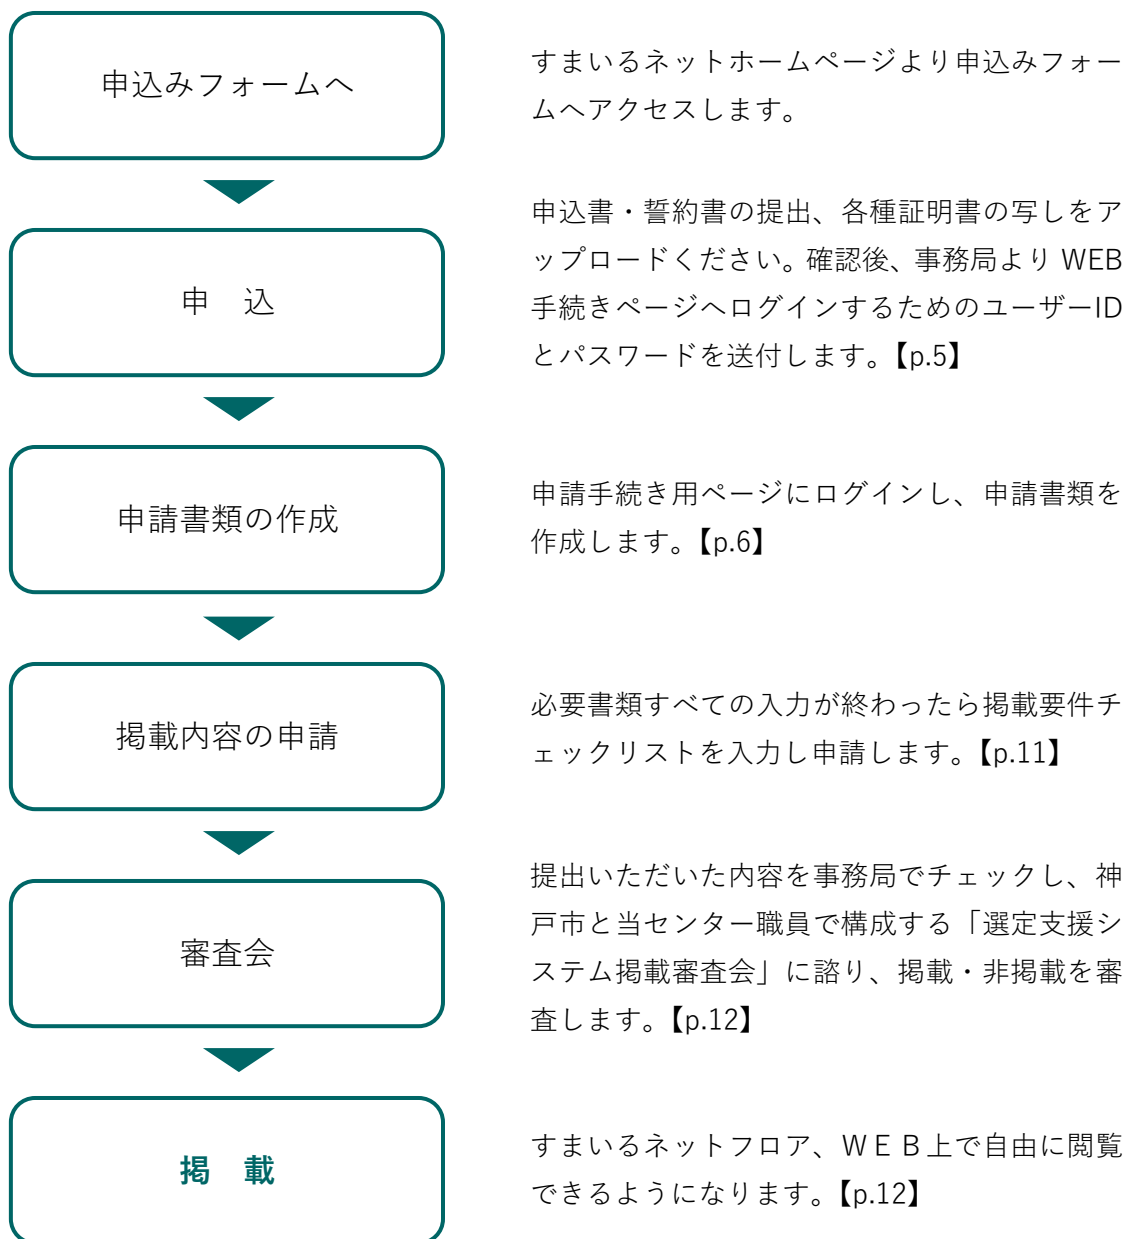 申込みフォームへ
すまいるネットホームページより申込みフォー
ムへアクセスします。
申　込
申込書・誓約書の提出、各種証明書の写しをア
ップロードください。確認後、事務局より WEB
手続きページへログインするためのユーザーID
とパスワードを送付します。【p.5】
申請書類の作成
申請手続き用ページにログインし、申請書類を
作成します。【p.6】
掲載内容の申請
必要書類すべての入力が終わったら掲載要件チ
ェックリストを入力し申請します。【p.11】
審査会
提出いただいた内容を事務局でチェックし、神
戸市と当センター職員で構成する「選定支援シ
ステム掲載審査会」に諮り、掲載・非掲載を審
査します。【p.12】
掲　載
すまいるネットフロア、ＷＥＢ上で自由に閲覧
できるようになります。【p.12】